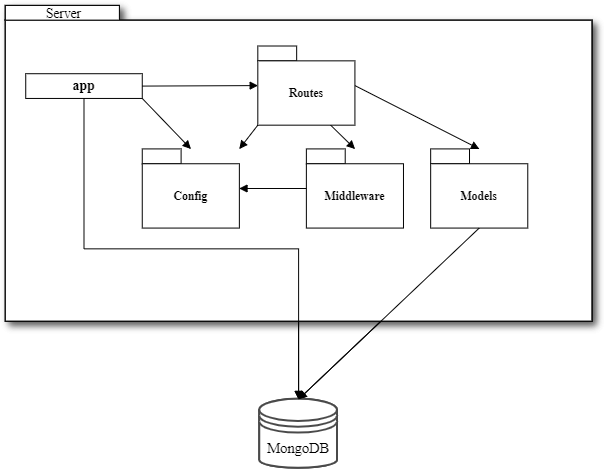 Server
app
Routes
Config
Middleware
Models
MongoDB